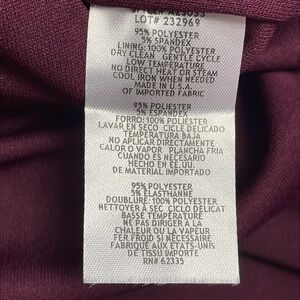 LOT# 232969
95% POLYESTER
5% SPANDEX
LINING: 100% POLYESTER
DRY CLEAN GENTLE CYCLE
LOW TEMPERATURE
NO DIRECT HEAT OR STEAM
COOL IRON WHEN NEEDED
MADE IN U.S.A.
OF IMPORTED FABRIC
95% POLIESTER
5% ESPANDEX
FORRO: 100% POLIESTER
LAVAR EN SECO CICLE DELICADO
TEMPERATURA BAJA
NO APLICAR DIRECTAMENTE
CALOR O VAPOR PLANCHA FRIA
CUANDO ES NECESARIO
HECHO EN EE.UU.
DE MATERIAL IMPORTADO
95% POLYESTER
5% ELASTHANNE
DOUBLURE: 100% POLYESTER
NETTOYER A SEC CICLO DELICAT
BASSE TEMPÉRATURE
NE PAS DIRIGER A LA
CHALEUR OU LA VAPEUR
FER FROID SI NÉCESSAIRES
FABRIQUÉ AUX ETATS-UNIS
DE TISSU IMPORTE
RN# 62335